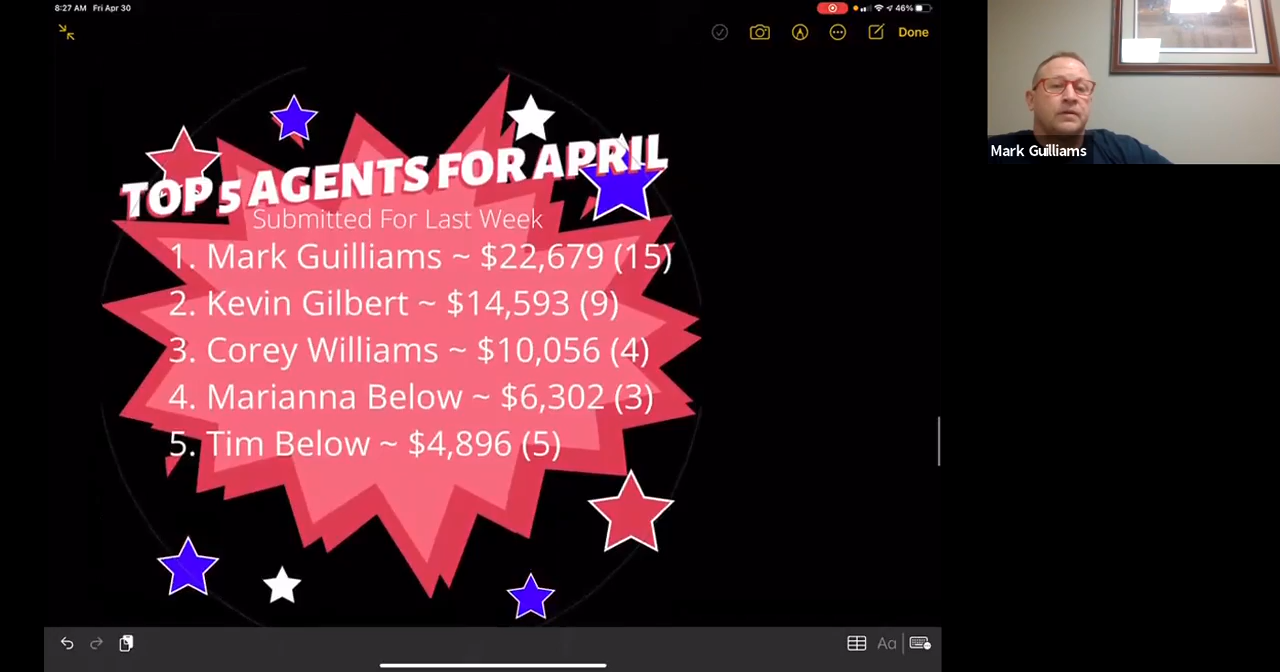 8:27 AM Fri Apr 30
46%
Done
TOP 5 AGENTS FOR APRIL
Submitted For Last Week
1. Mark Guilliams ~ $22,679 (15)
2. Kevin Gilbert ~ $14,593 (9)
3. Corey Williams ~ $10,056 (4)
4. Marianna Below ~ $6,302 (3)
5. Tim Below ~ $4,896 (5)
Aa
Mark Guilliams